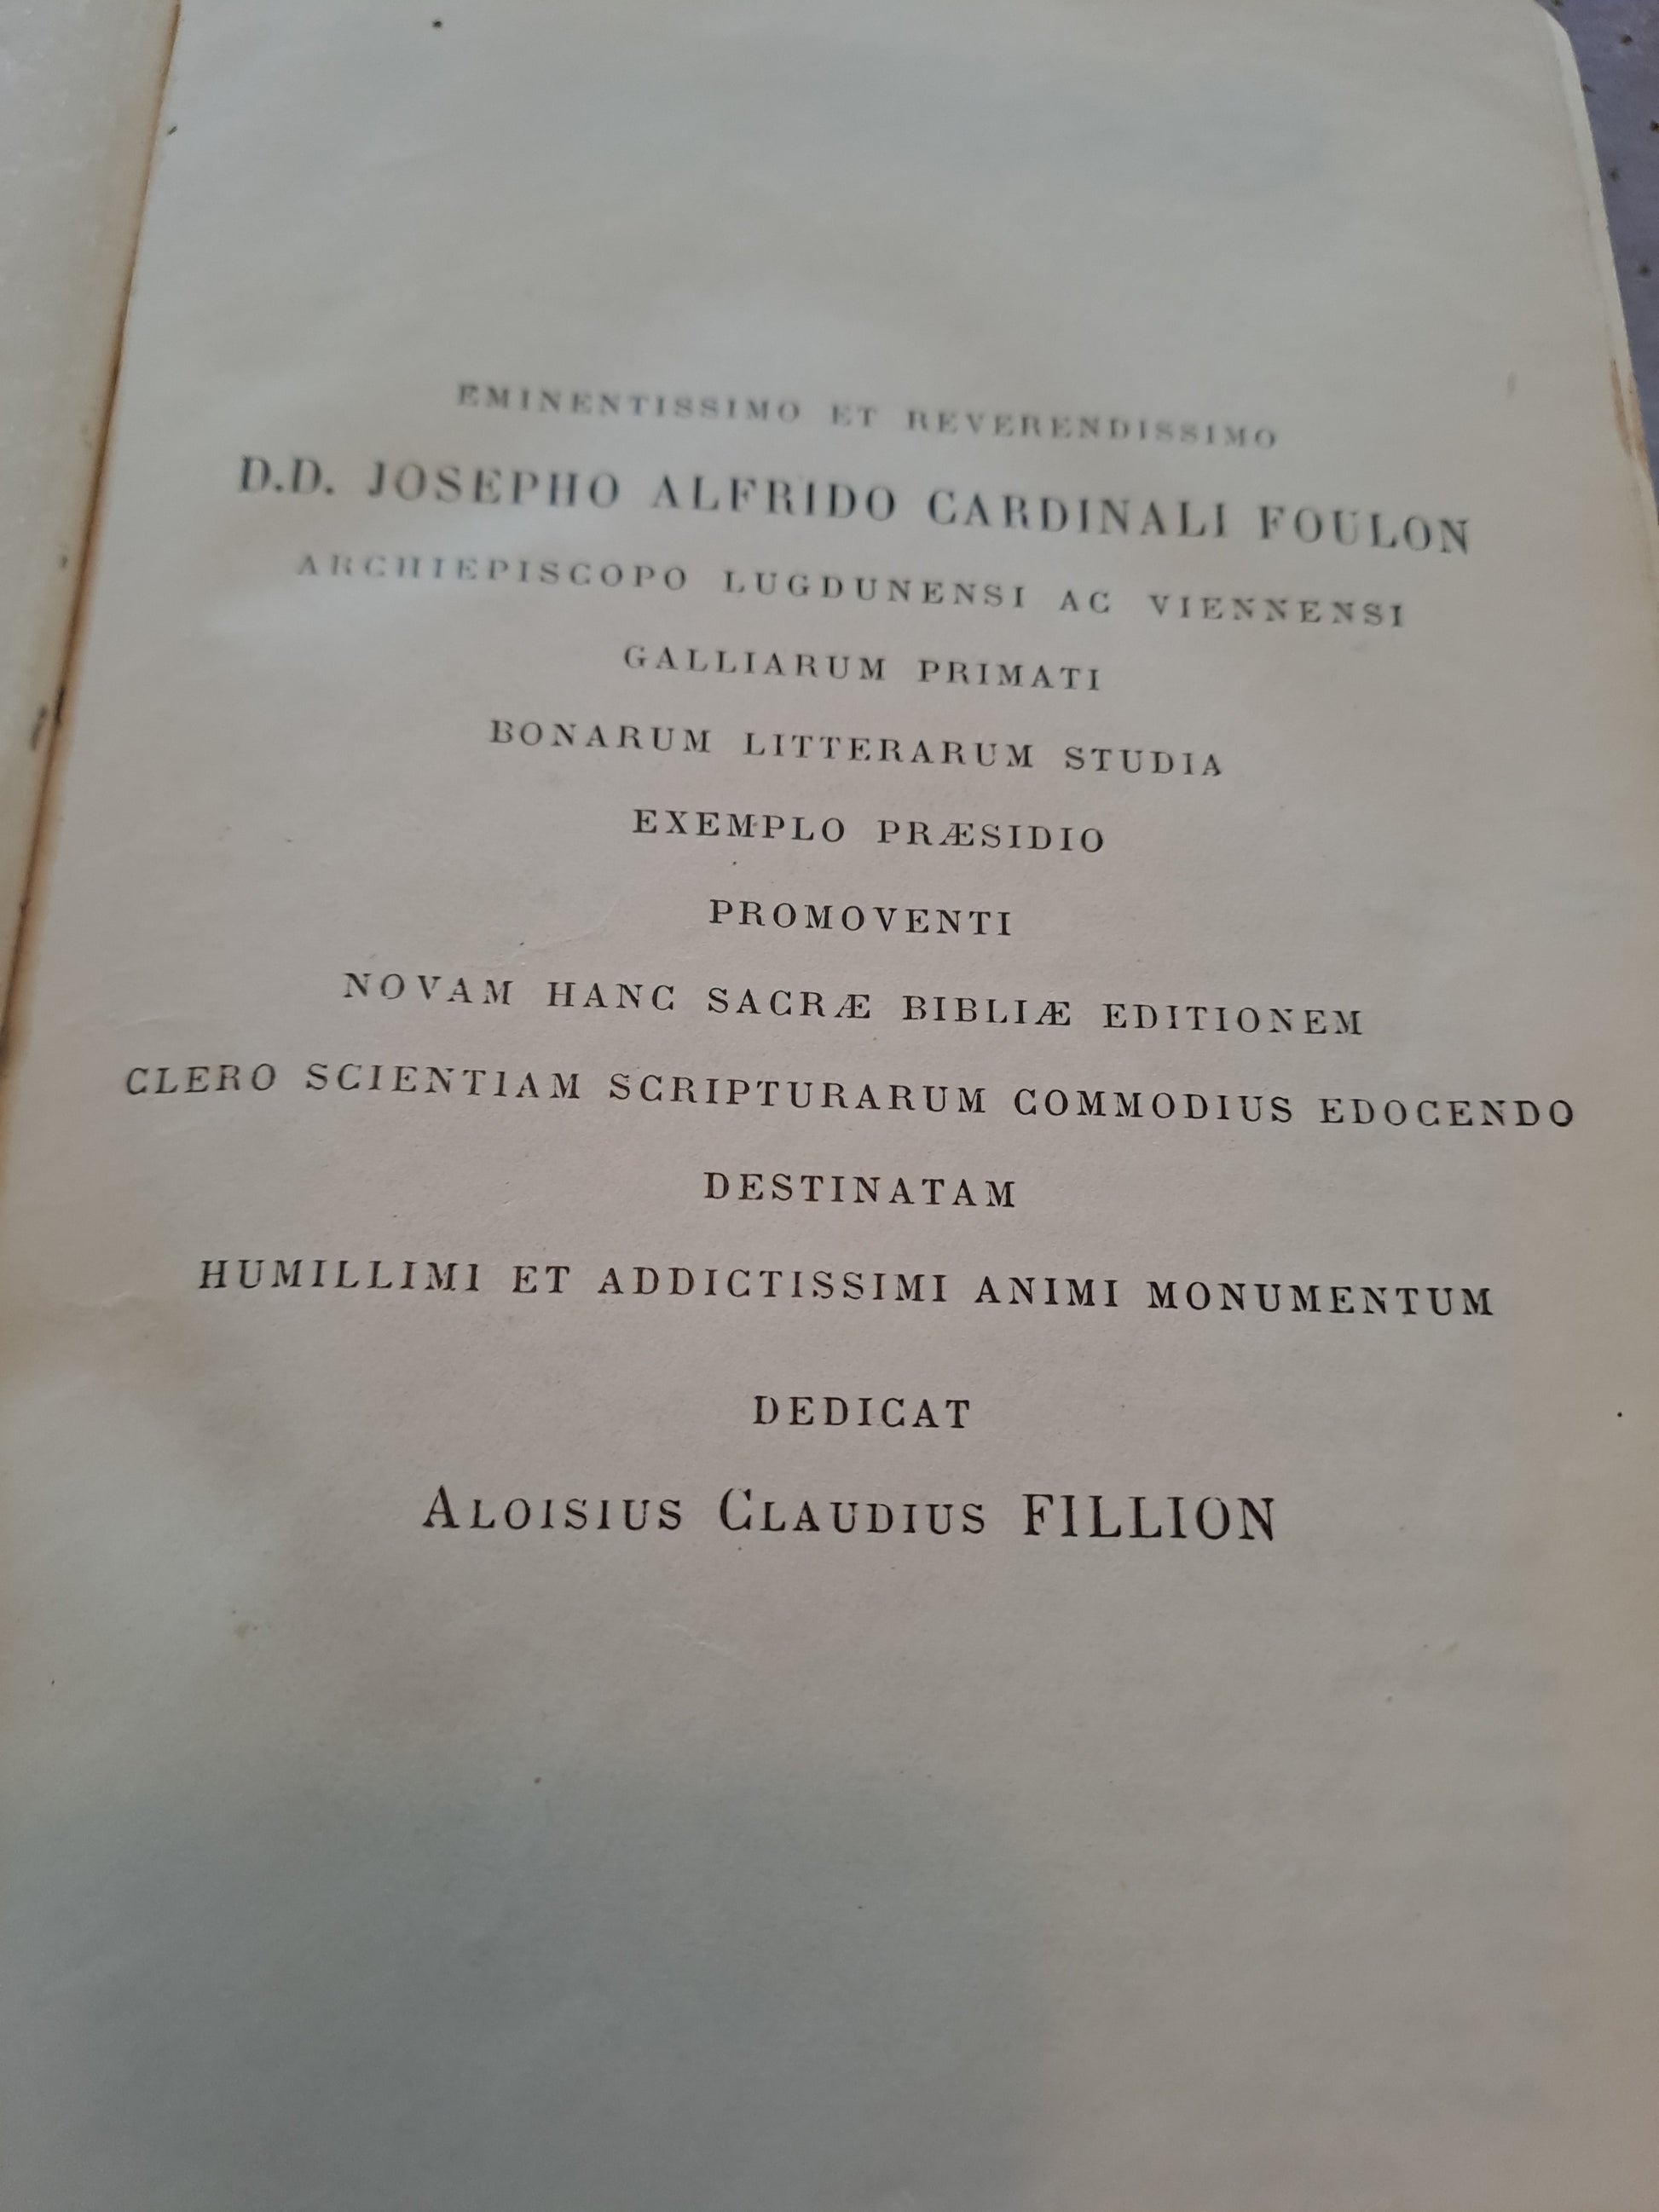 EMINENTISSIMO ET REVERENDISSIMO
D.D. JOSEPHO ALFRIDO CARDINALI FOULON
ARCHIEPISCOPO LUGDUNENSI AC VIENNENSI
GALLIARUM PRIMATI
BONARUM LITTERARUM STUDIA
EXEMPLO PRÆSIDIO
PROMOVENTI
NOVAM HANC SACRÆ BIBLIÆ EDITIONEM
CLERO SCIENTIAM SCRIPTURARUM COMMODIUS EDOCENDO
DESTINATAM
HUMILLIMI ET ADDICTISSIMI ANIMI MONUMENTUM
DEDICAT
ALOISIUS CLAUDIUS FILLION